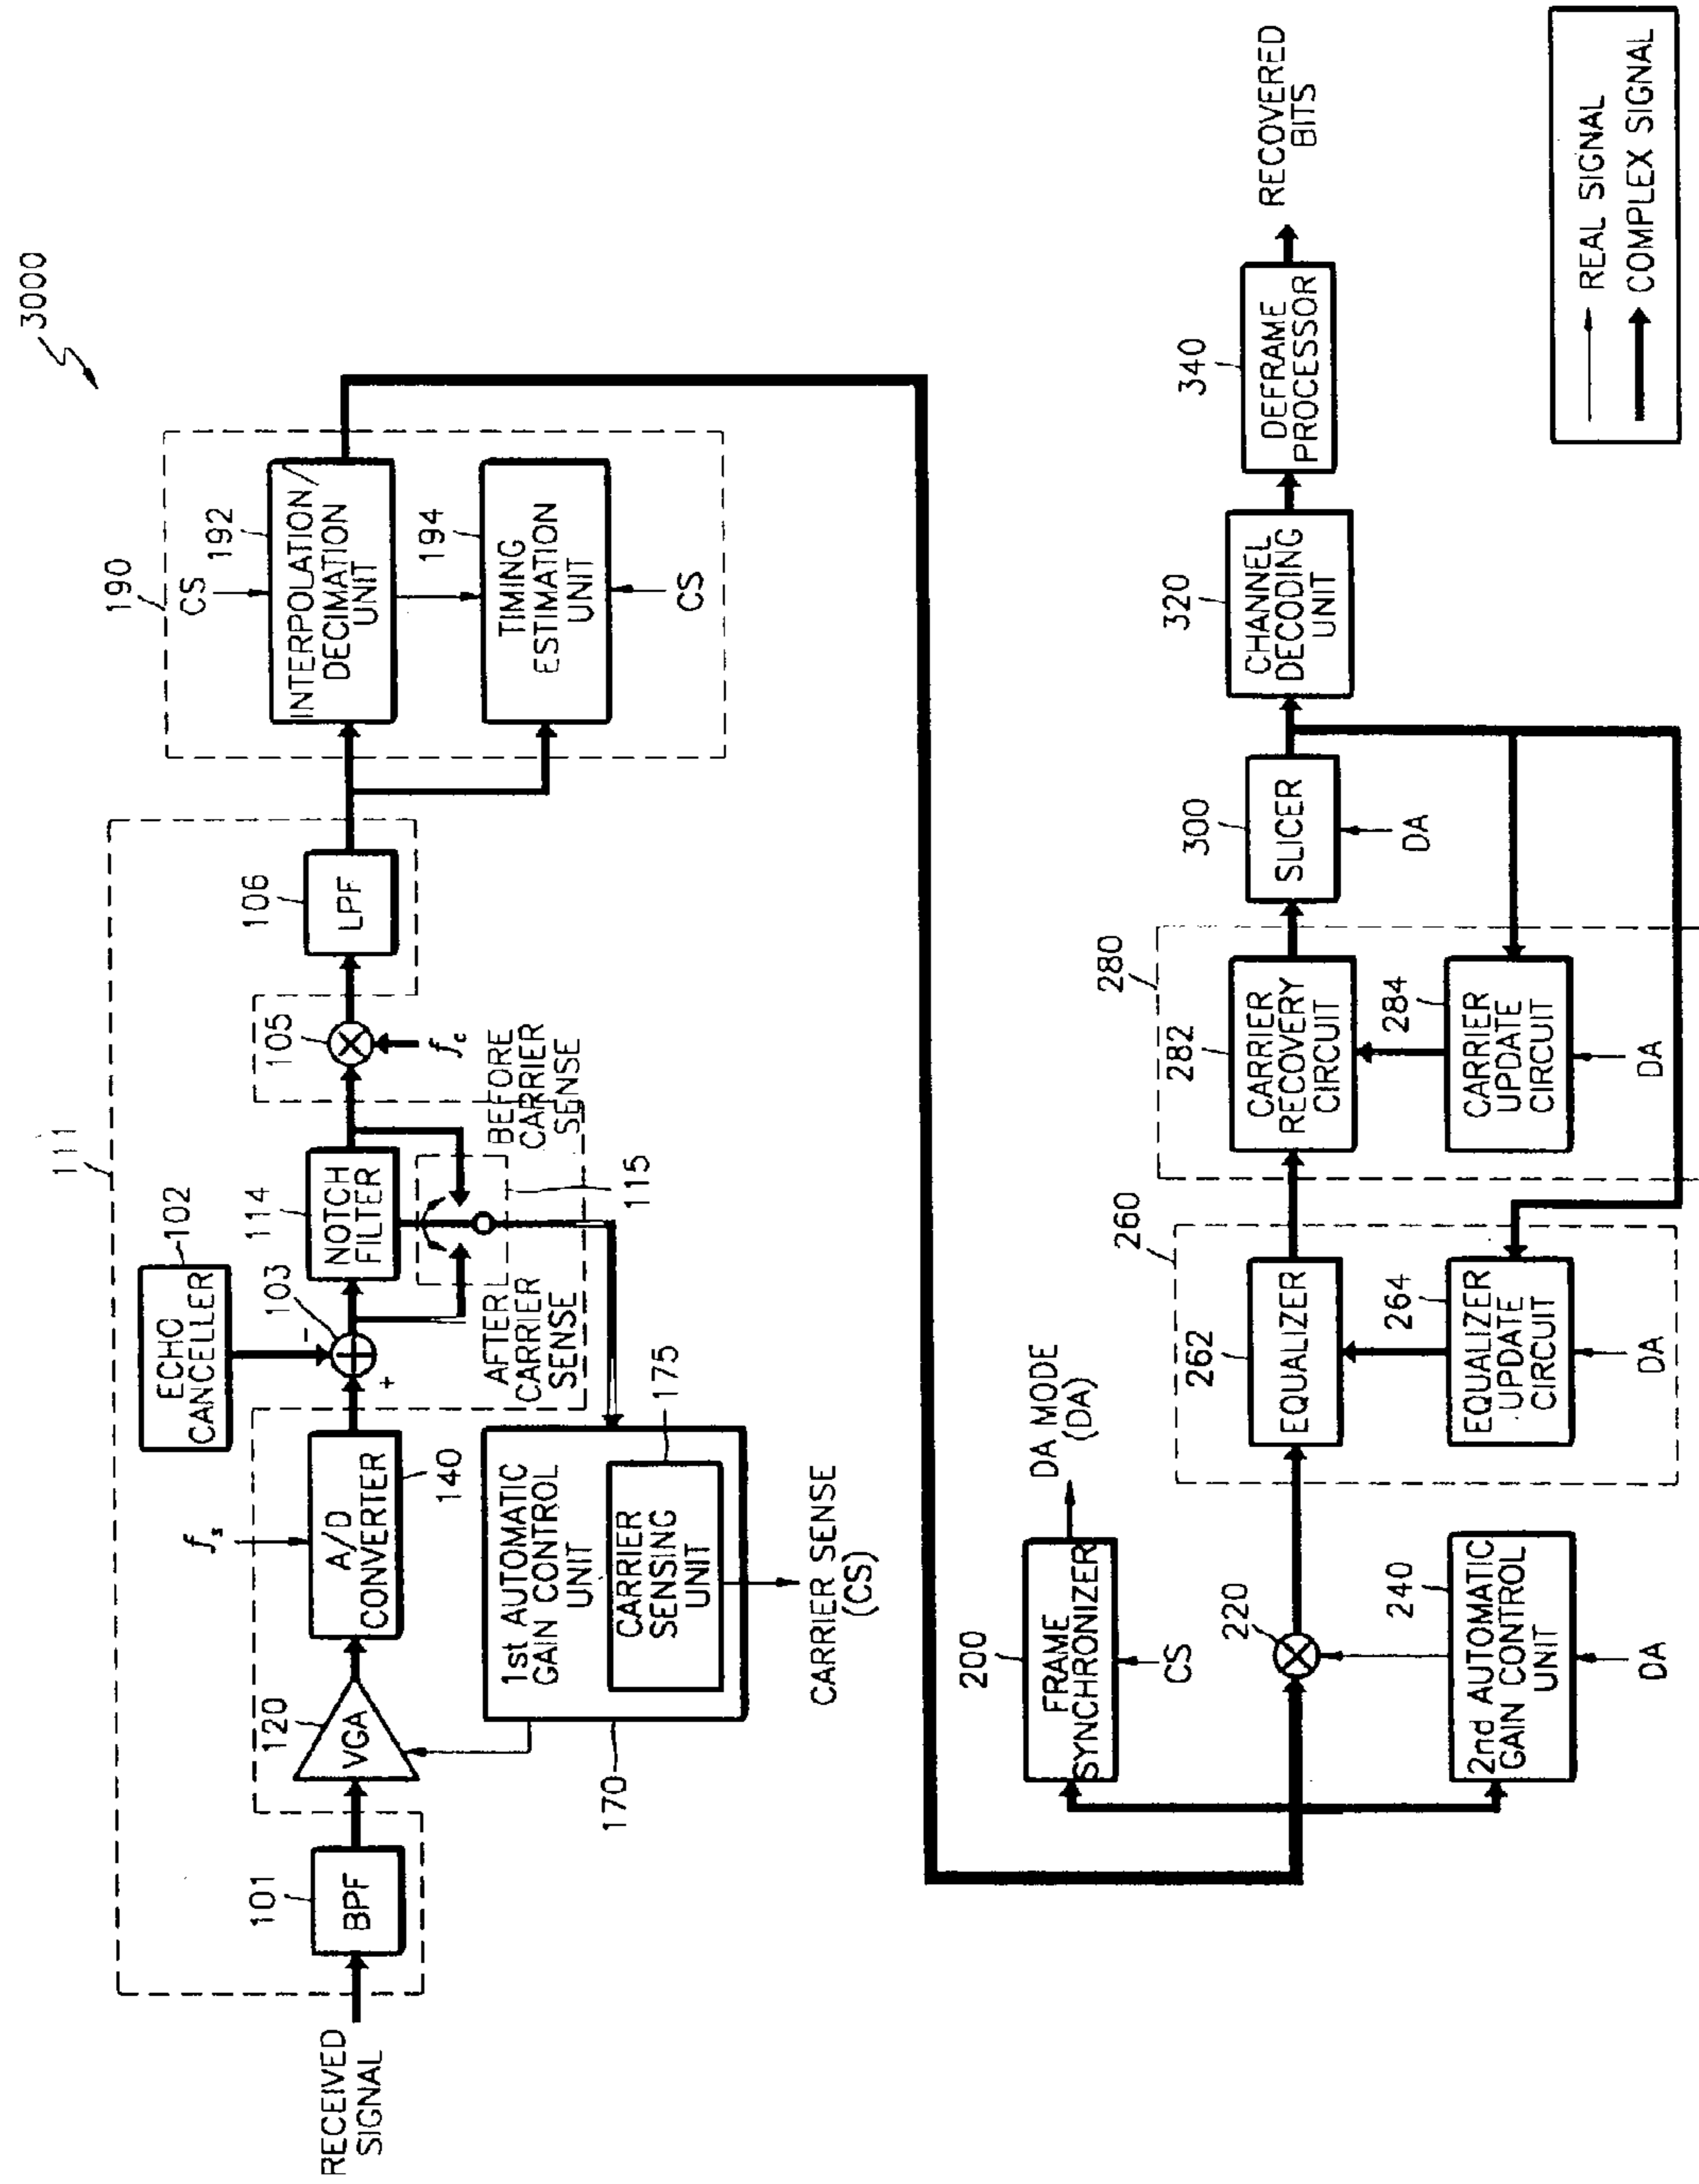 3000
111
RECEIVED
SIGNAL
101
BPF
120
VGA
f_s
A/D
CONVERTER
140
ECHO
CANCELLER
102
103
-
+
114
NOTCH
FILTER
AFTER
CARRIER
SENSE
BEFORE
CARRIER
SENSE
115
105
f_c
106
LPF
170
1st AUTOMATIC
GAIN CONTROL
UNIT
175
CARRIER
SENSING
UNIT
CARRIER SENSE
(CS)
190
CS
192
INTERPOLATION/
DECIMATION
UNIT
194
TIMING
ESTIMATION
UNIT
CS
200
FRAME
SYNCHRONIZER
CS
DA MODE
(DA)
220
240
2nd AUTOMATIC
GAIN CONTROL
UNIT
DA
260
262
EQUALIZER
264
EQUALIZER
UPDATE
CIRCUIT
DA
280
282
CARRIER
RECOVERY
CIRCUIT
284
CARRIER
UPDATE
CIRCUIT
DA
300
SLICER
DA
320
CHANNEL
DECODING
UNIT
340
DEFRAME
PROCESSOR
RECOVERED
BITS
REAL SIGNAL
COMPLEX SIGNAL